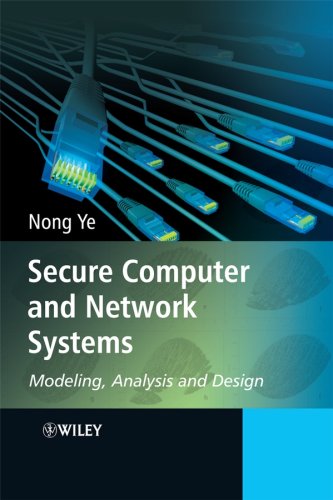 Nong Ye
Secure Computer
and Network
Systems
Modeling, Analysis and Design
WILEY